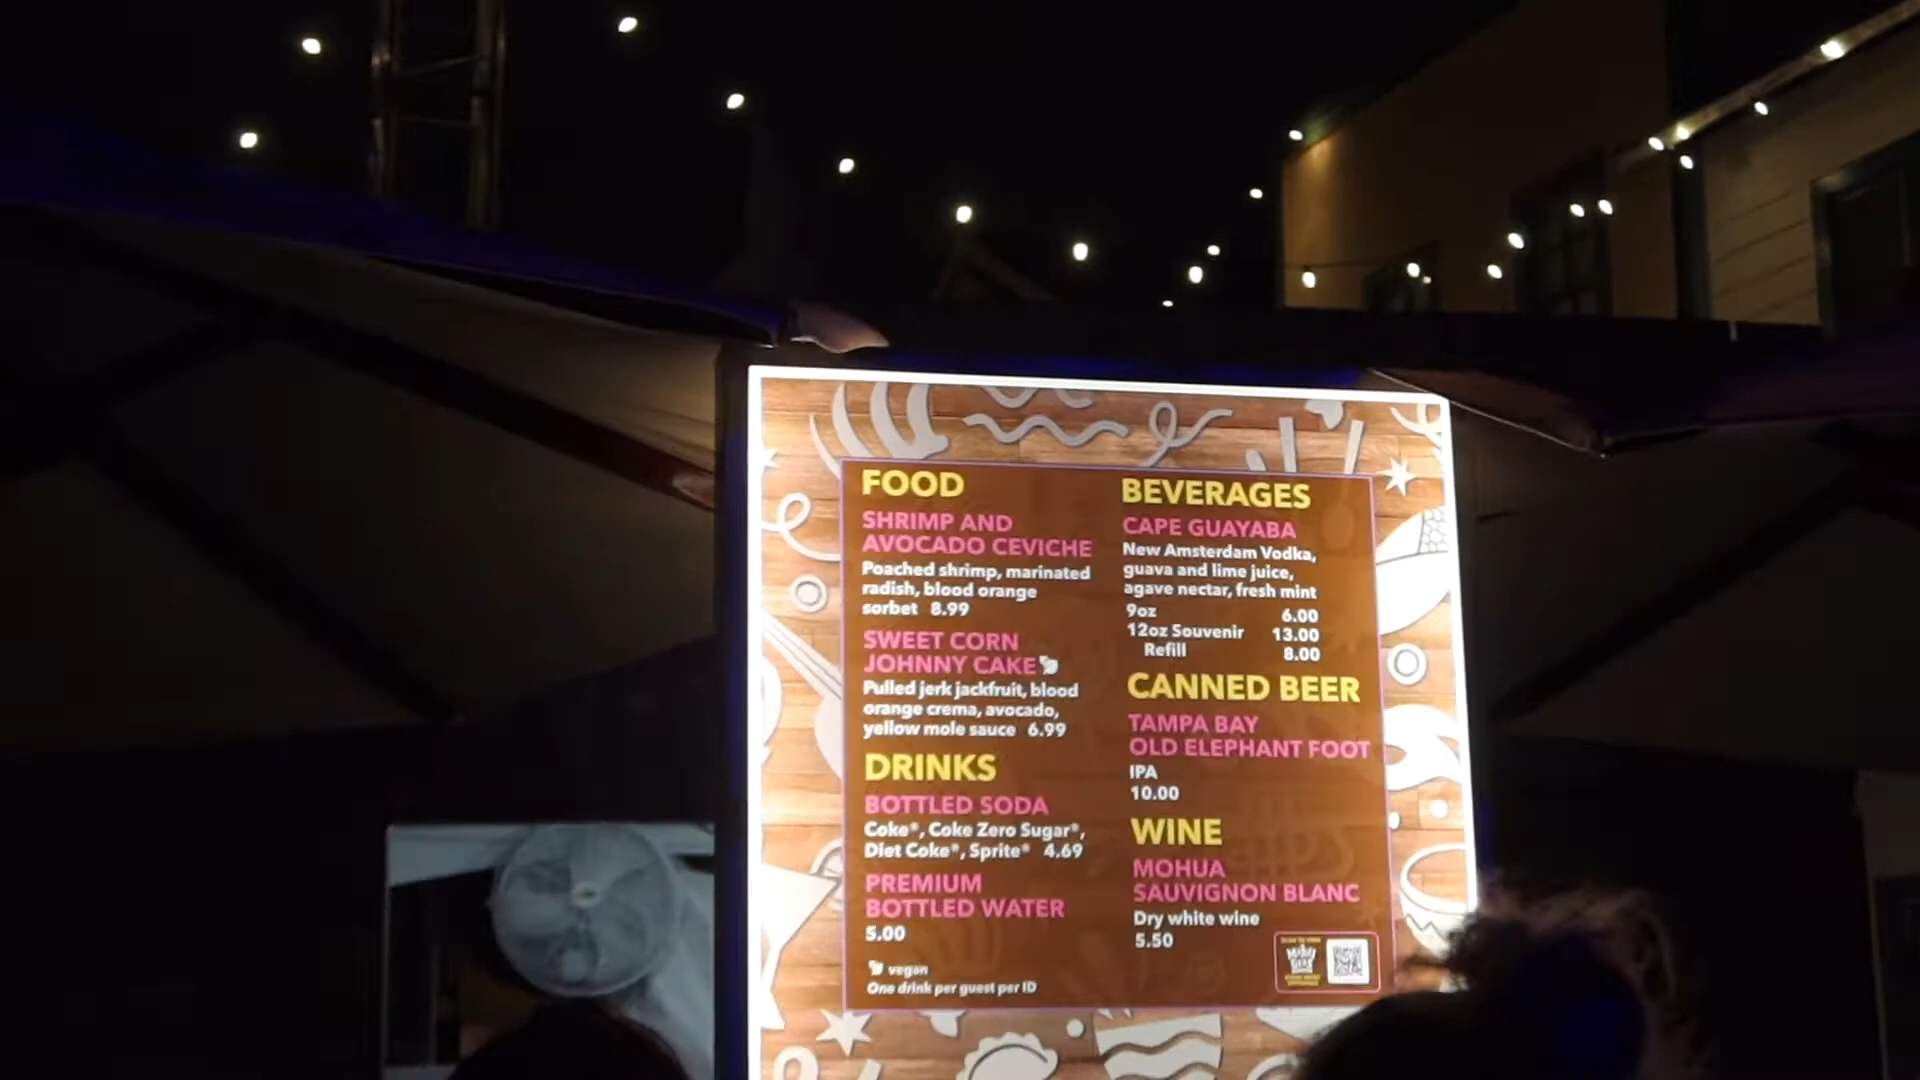 FOOD
SHRIMP AND
AVOCADO CEVICHE
Poached shrimp, marinated
radish, blood orange
sorbet 8.99
SWEET CORN
JOHNNY CAKE
Pulled jerk jackfruit, blood
orange crema, avocado,
yellow mole sauce 6.99
DRINKS
BOTTLED SODA
Coke®, Coke Zero Sugar®,
Diet Coke®, Sprite® 4.69
PREMIUM
BOTTLED WATER
5.00
vegan
One drink per guest per ID
BEVERAGES
CAPE GUAYABA
New Amsterdam Vodka,
guava and lime juice,
agave nectar, fresh mint
9oz 6.00
12oz Souvenir 13.00
Refill 8.00
CANNED BEER
TAMPA BAY
OLD ELEPHANT FOOT
IPA
10.00
WINE
MOHUA
SAUVIGNON BLANC
Dry white wine
5.50